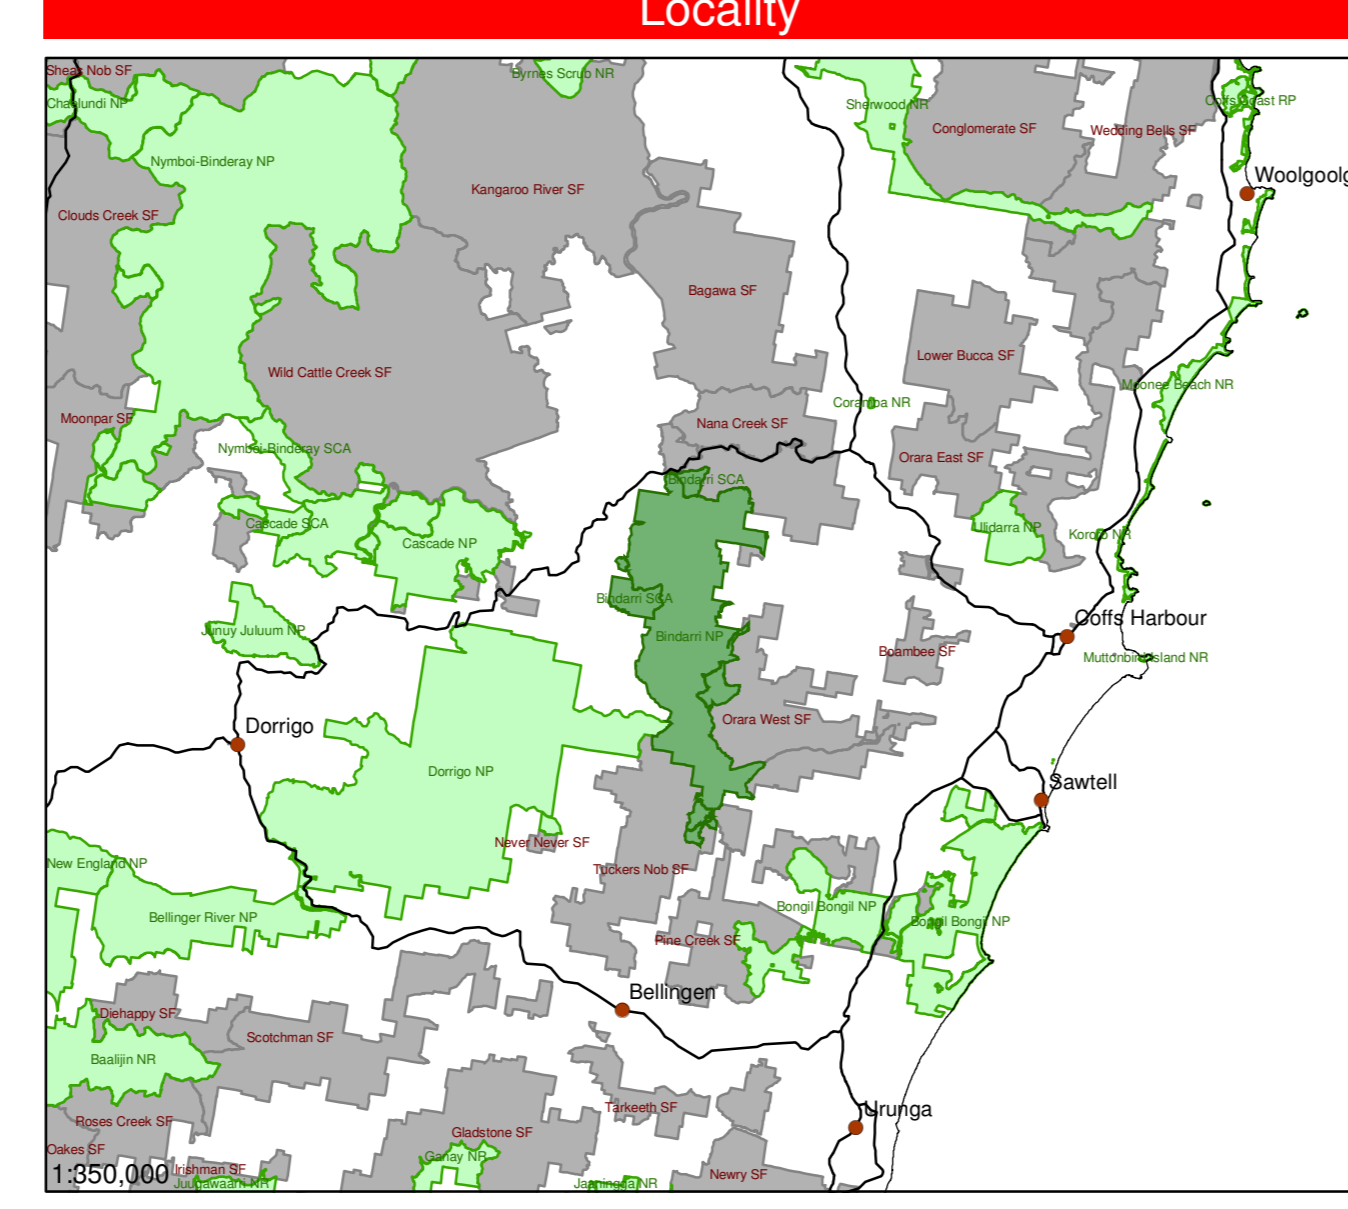 Locality
Sheas Nob SF
Byrnes Scrub NR
Chaelundi NP
Sherwood NR
Coffs Coast RP
Conglomerate SF
Wedding Bells SF
Nymboi-Binderay NP
Woolgoolg
Kangaroo River SF
Clouds Creek SF
Bagawa SF
Lower Bucca SF
Wild Cattle Creek SF
Moonee Beach NR
Coramba NR
Moonpar SF
Nana Creek SF
Nymboi-Binderay SCA
Orara East SF
Bindarri SCA
Cascade SCA
Ulidarra NP
Cascade NP
Bindarri SCA
Coffs Harbour
Junuy Juluum NP
Bindarri NP
Boambee SF
Muttonbird Island NR
Dorrigo
Orara West SF
Dorrigo NP
Sawtell
Never Never SF
New England NP
Tuckers Nob SF
Bongil Bongil NP
Bellinger River NP
Bongil Bongil NP
Pine Creek SF
Bellingen
Diehappy SF
Scotchman SF
Baalijin NR
Tarkeeth SF
Urunga
Roses Creek SF
Gladstone SF
Oakes SF
Ganay NR
Irishman SF
1:350,000
Newry SF
Juugawaarri NR
Jaaningga NR